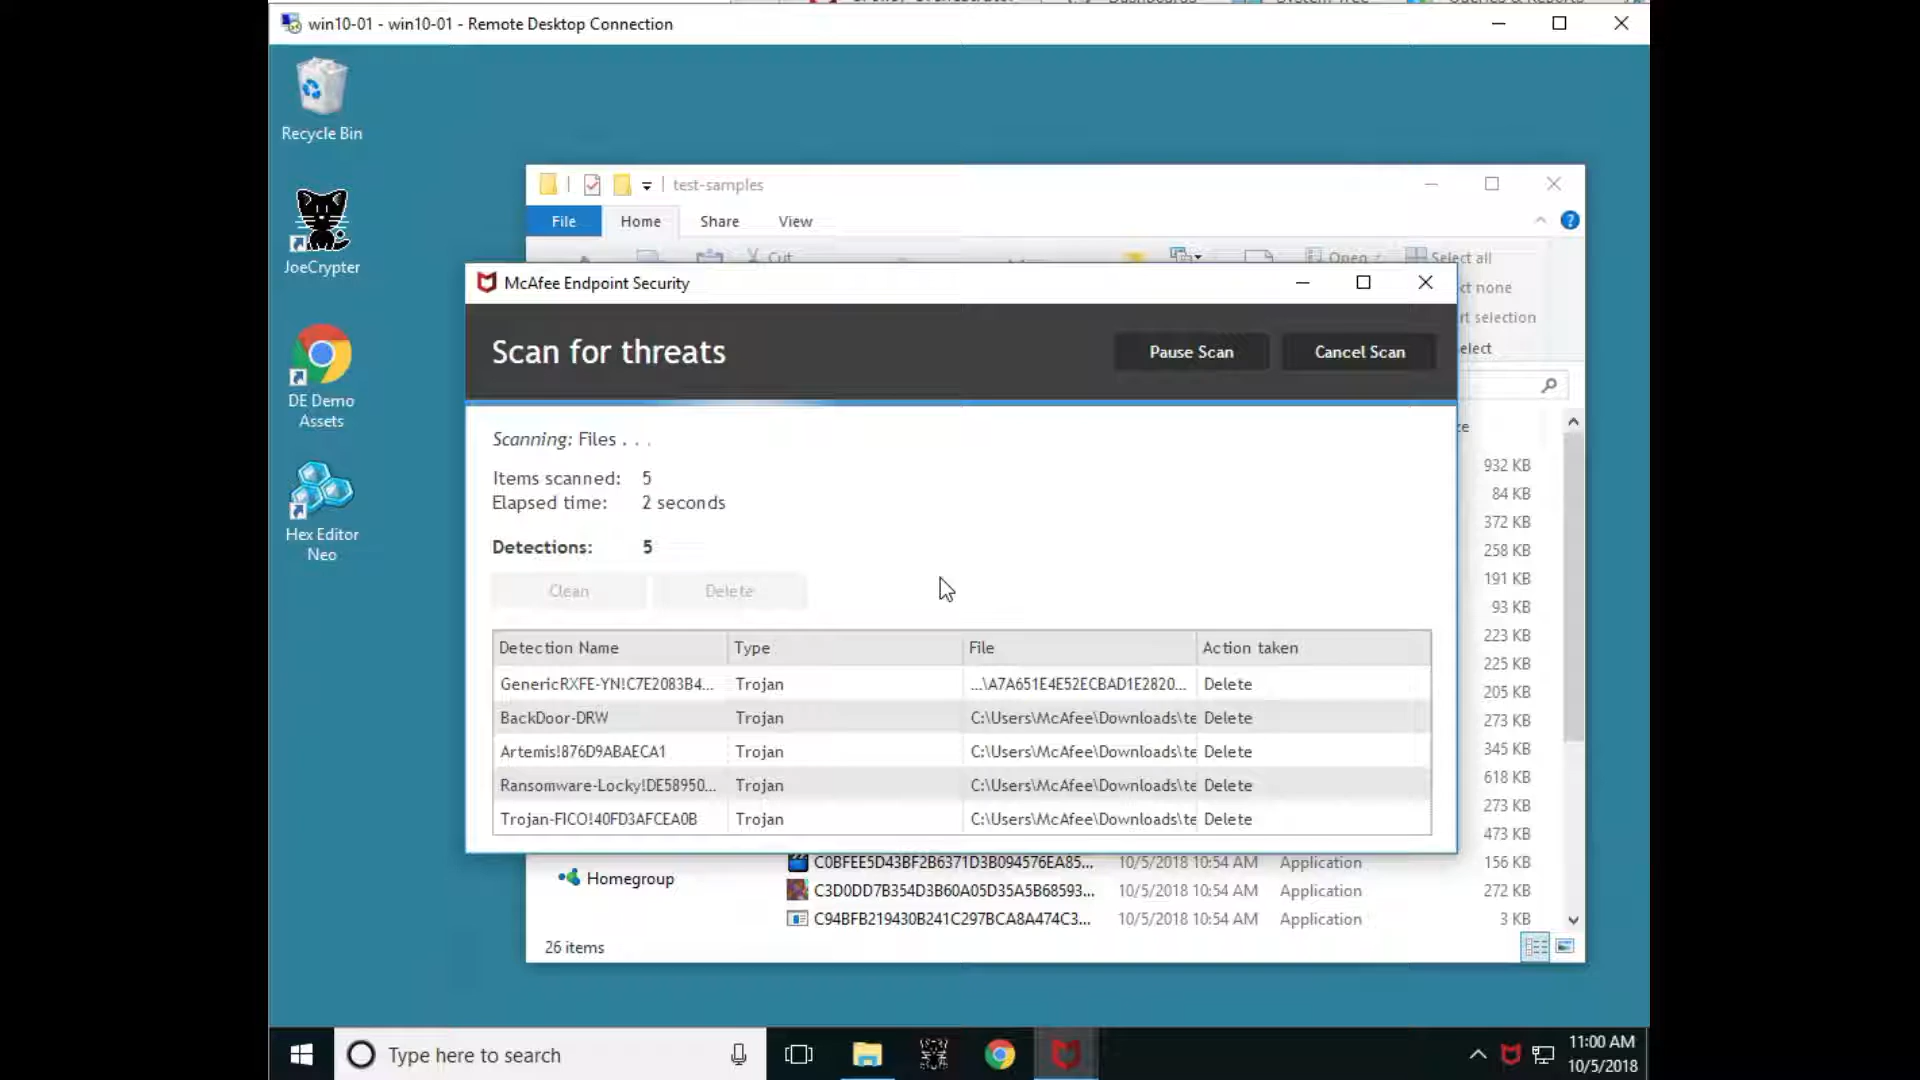 win10-01 - win10-01 - Remote Desktop Connection
Recycle Bin
JoeCrypter
DE Demo
Assets
Hex Editor
Neo
test-samples
File Home Share View
Cut Open Select all
ct none
rt selection
elect
McAfee Endpoint Security
Scan for threats
Pause Scan
Cancel Scan
Scanning: Files . . .
Items scanned: 5
Elapsed time: 2 seconds
Detections: 5
Clean Delete
Detection Name Type File Action taken
GenericRXFE-YN!C7E2083B4... Trojan ...\A7A651E4E52ECBAD1E2820... Delete
BackDoor-DRW Trojan C:\Users\McAfee\Downloads\te Delete
Artemis!876D9ABAECA1 Trojan C:\Users\McAfee\Downloads\te Delete
Ransomware-Locky!DE58950... Trojan C:\Users\McAfee\Downloads\te Delete
Trojan-FICO!40FD3AFCEA0B Trojan C:\Users\McAfee\Downloads\te Delete
ze
932 KB
84 KB
372 KB
258 KB
191 KB
93 KB
223 KB
225 KB
205 KB
273 KB
345 KB
618 KB
273 KB
473 KB
C0BFEE5D43BF2B6371D3B094576EA85... 10/5/2018 10:54 AM Application 156 KB
Homegroup
C3D0DD7B354D3B60A05D35A5B68593... 10/5/2018 10:54 AM Application 272 KB
C94BFB219430B241C297BCA8A474C3... 10/5/2018 10:54 AM Application 3 KB
26 items
Type here to search
11:00 AM
10/5/2018